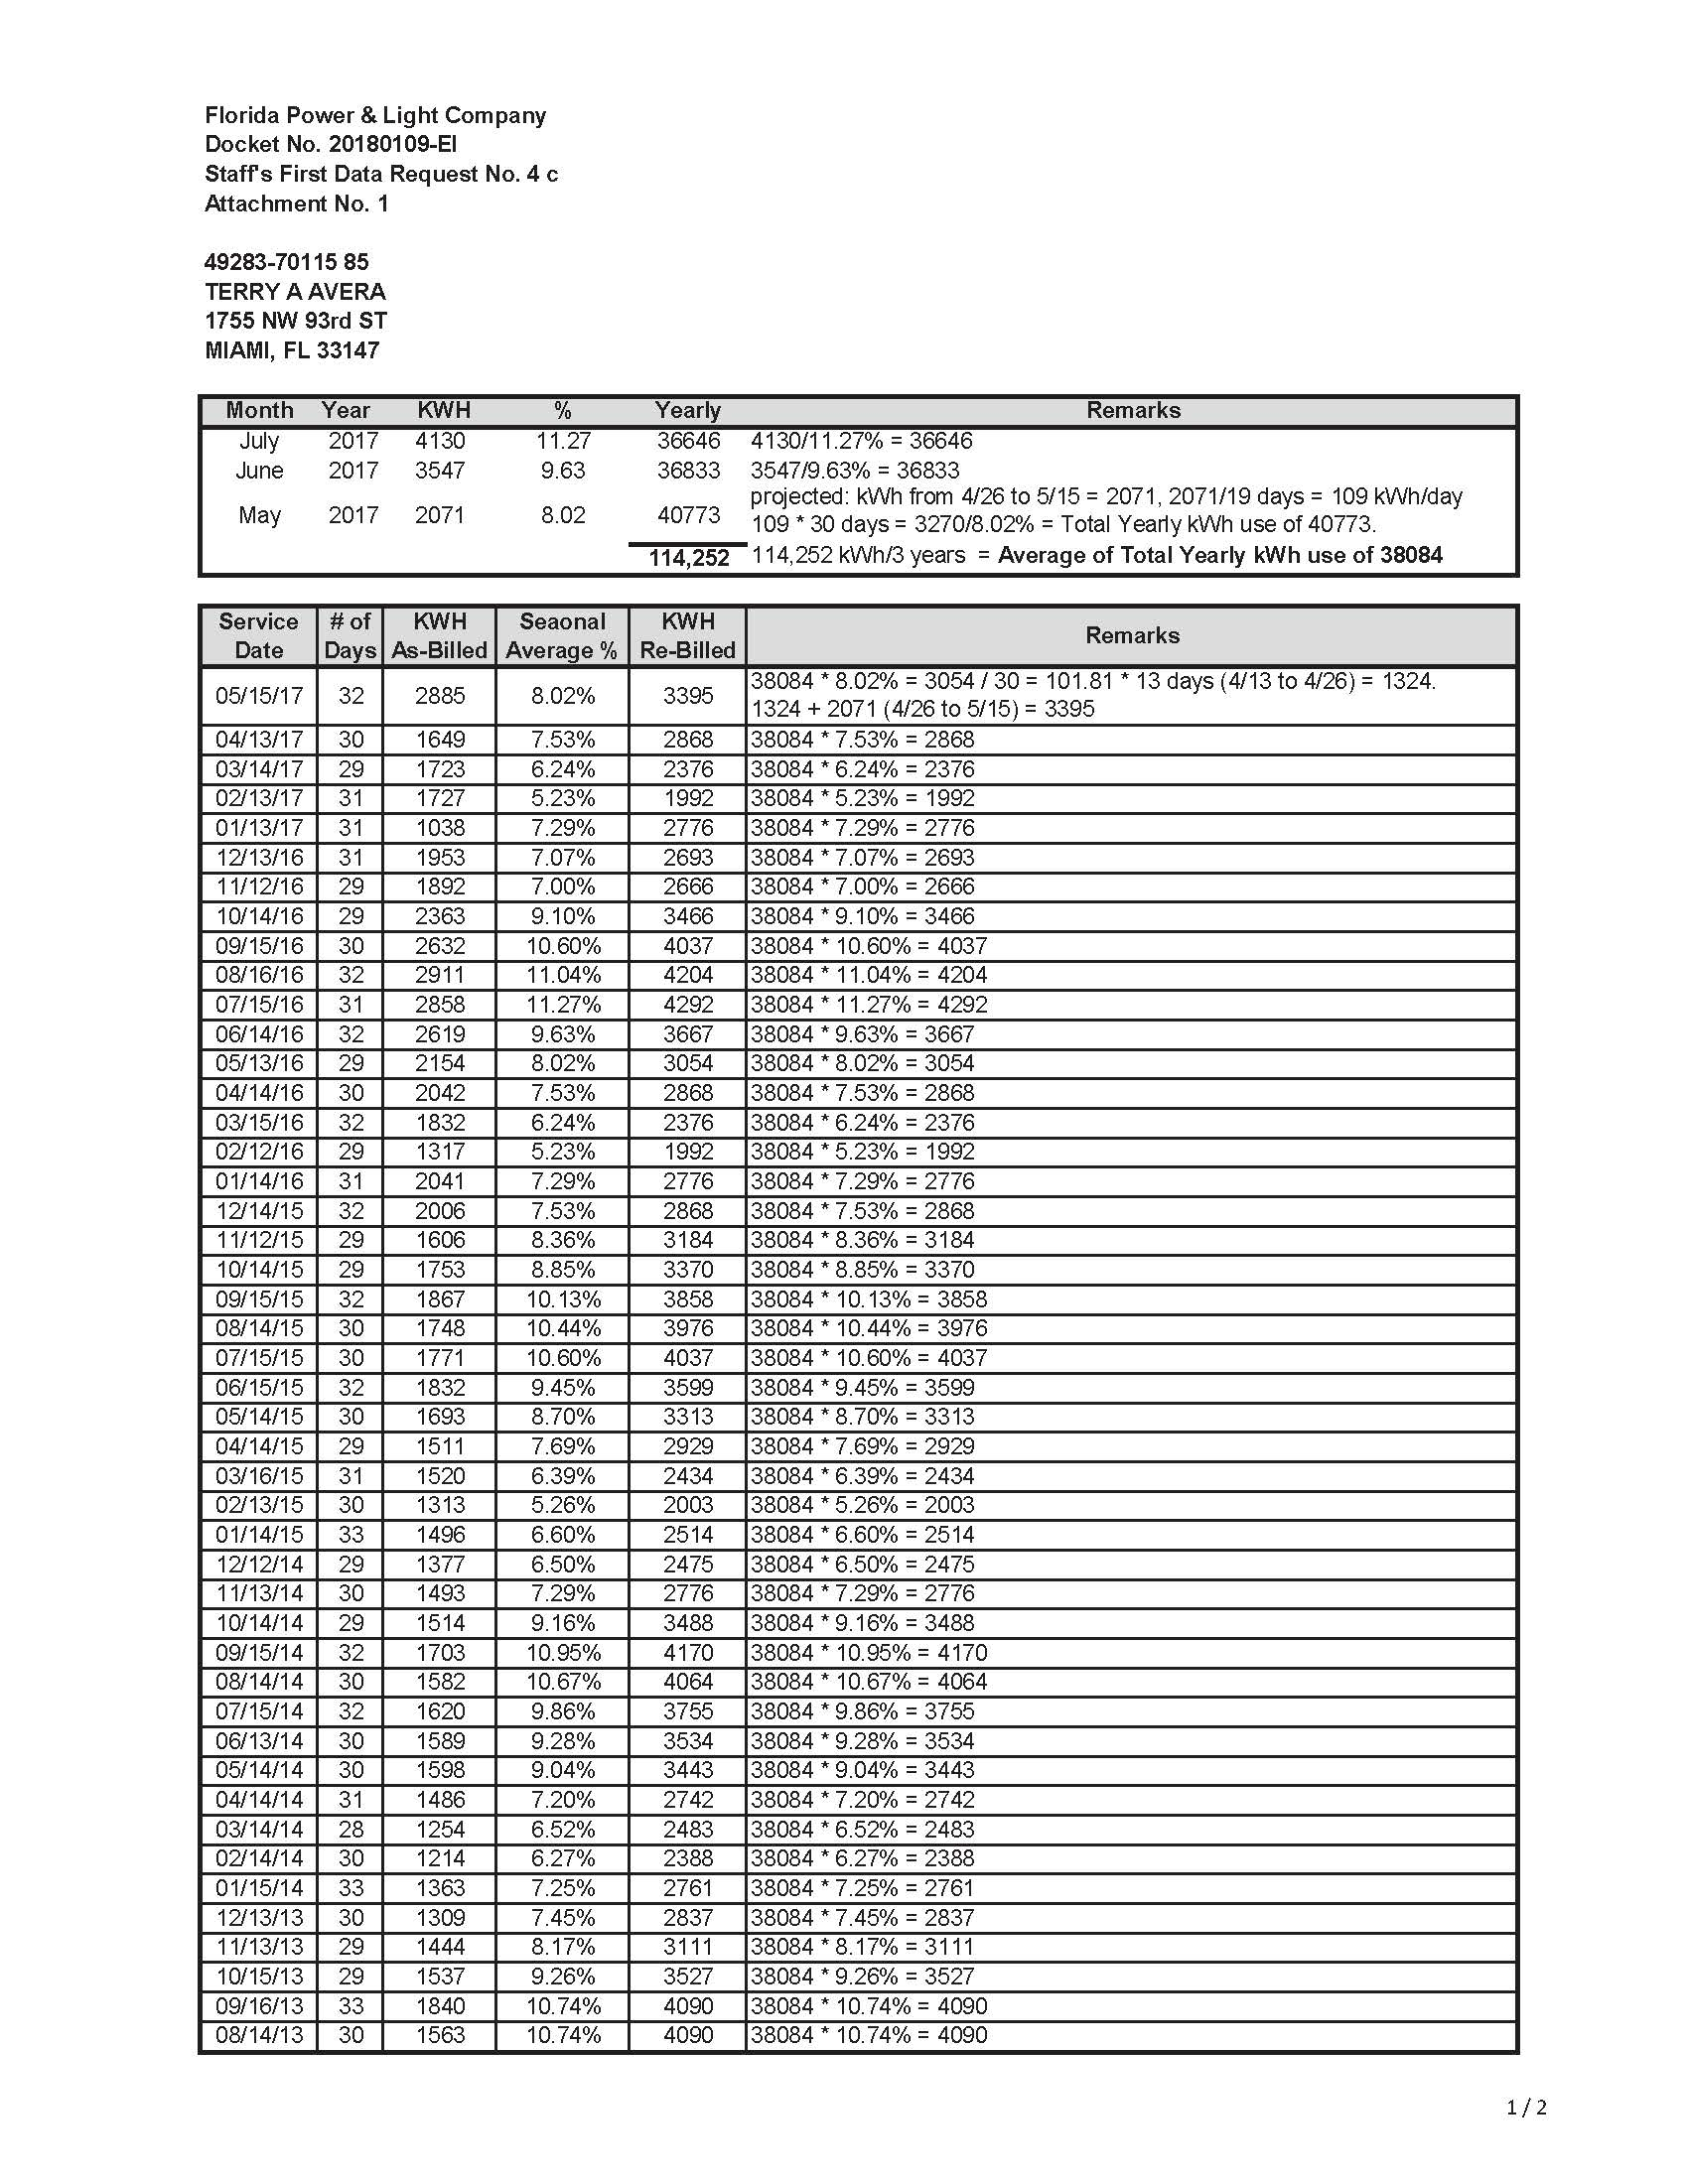 Florida Power & Light Company
Docket No. 20180109-EI
Staff's First Data Request No. 4 c
Attachment No. 1
49283-70115 85
TERRY A AVERA
1755 NW 93rd ST
MIAMI, FL 33147
Month Year KWH % Yearly Remarks
July 2017 4130 11.27 36646 4130/11.27% = 36646
June 2017 3547 9.63 36833 3547/9.63% = 36833
May 2017 2071 8.02 40773 projected: kWh from 4/26 to 5/15 = 2071, 2071/19 days = 109 kWh/day
109 * 30 days = 3270/8.02% = Total Yearly kWh use of 40773.
114,252 114,252 kWh/3 years = Average of Total Yearly kWh use of 38084
Service # of KWH Seaonal KWH Remarks
Date Days As-Billed Average % Re-Billed
05/15/17 32 2885 8.02% 3395 38084 * 8.02% = 3054 / 30 = 101.81 * 13 days (4/13 to 4/26) = 1324.
1324 + 2071 (4/26 to 5/15) = 3395
04/13/17 30 1649 7.53% 2868 38084 * 7.53% = 2868
03/14/17 29 1723 6.24% 2376 38084 * 6.24% = 2376
02/13/17 31 1727 5.23% 1992 38084 * 5.23% = 1992
01/13/17 31 1038 7.29% 2776 38084 * 7.29% = 2776
12/13/16 31 1953 7.07% 2693 38084 * 7.07% = 2693
11/12/16 29 1892 7.00% 2666 38084 * 7.00% = 2666
10/14/16 29 2363 9.10% 3466 38084 * 9.10% = 3466
09/15/16 30 2632 10.60% 4037 38084 * 10.60% = 4037
08/16/16 32 2911 11.04% 4204 38084 * 11.04% = 4204
07/15/16 31 2858 11.27% 4292 38084 * 11.27% = 4292
06/14/16 32 2619 9.63% 3667 38084 * 9.63% = 3667
05/13/16 29 2154 8.02% 3054 38084 * 8.02% = 3054
04/14/16 30 2042 7.53% 2868 38084 * 7.53% = 2868
03/15/16 32 1832 6.24% 2376 38084 * 6.24% = 2376
02/12/16 29 1317 5.23% 1992 38084 * 5.23% = 1992
01/14/16 31 2041 7.29% 2776 38084 * 7.29% = 2776
12/14/15 32 2006 7.53% 2868 38084 * 7.53% = 2868
11/12/15 29 1606 8.36% 3184 38084 * 8.36% = 3184
10/14/15 29 1753 8.85% 3370 38084 * 8.85% = 3370
09/15/15 32 1867 10.13% 3858 38084 * 10.13% = 3858
08/14/15 30 1748 10.44% 3976 38084 * 10.44% = 3976
07/15/15 30 1771 10.60% 4037 38084 * 10.60% = 4037
06/15/15 32 1832 9.45% 3599 38084 * 9.45% = 3599
05/14/15 30 1693 8.70% 3313 38084 * 8.70% = 3313
04/14/15 29 1511 7.69% 2929 38084 * 7.69% = 2929
03/16/15 31 1520 6.39% 2434 38084 * 6.39% = 2434
02/13/15 30 1313 5.26% 2003 38084 * 5.26% = 2003
01/14/15 33 1496 6.60% 2514 38084 * 6.60% = 2514
12/12/14 29 1377 6.50% 2475 38084 * 6.50% = 2475
11/13/14 30 1493 7.29% 2776 38084 * 7.29% = 2776
10/14/14 29 1514 9.16% 3488 38084 * 9.16% = 3488
09/15/14 32 1703 10.95% 4170 38084 * 10.95% = 4170
08/14/14 30 1582 10.67% 4064 38084 * 10.67% = 4064
07/15/14 32 1620 9.86% 3755 38084 * 9.86% = 3755
06/13/14 30 1589 9.28% 3534 38084 * 9.28% = 3534
05/14/14 30 1598 9.04% 3443 38084 * 9.04% = 3443
04/14/14 31 1486 7.20% 2742 38084 * 7.20% = 2742
03/14/14 28 1254 6.52% 2483 38084 * 6.52% = 2483
02/14/14 30 1214 6.27% 2388 38084 * 6.27% = 2388
01/15/14 33 1363 7.25% 2761 38084 * 7.25% = 2761
12/13/13 30 1309 7.45% 2837 38084 * 7.45% = 2837
11/13/13 29 1444 8.17% 3111 38084 * 8.17% = 3111
10/15/13 29 1537 9.26% 3527 38084 * 9.26% = 3527
09/16/13 33 1840 10.74% 4090 38084 * 10.74% = 4090
08/14/13 30 1563 10.74% 4090 38084 * 10.74% = 4090
1 / 2